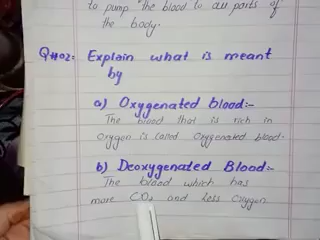 to pump the blood to all parts of
the body.
Q#02: Explain what is meant
by
a) Oxygenated blood:-
The blood that is rich in
Oxygen is called Oxygenated blood.
b) Deoxygenated Blood:-
The blood which has
more CO2 and less oxygen